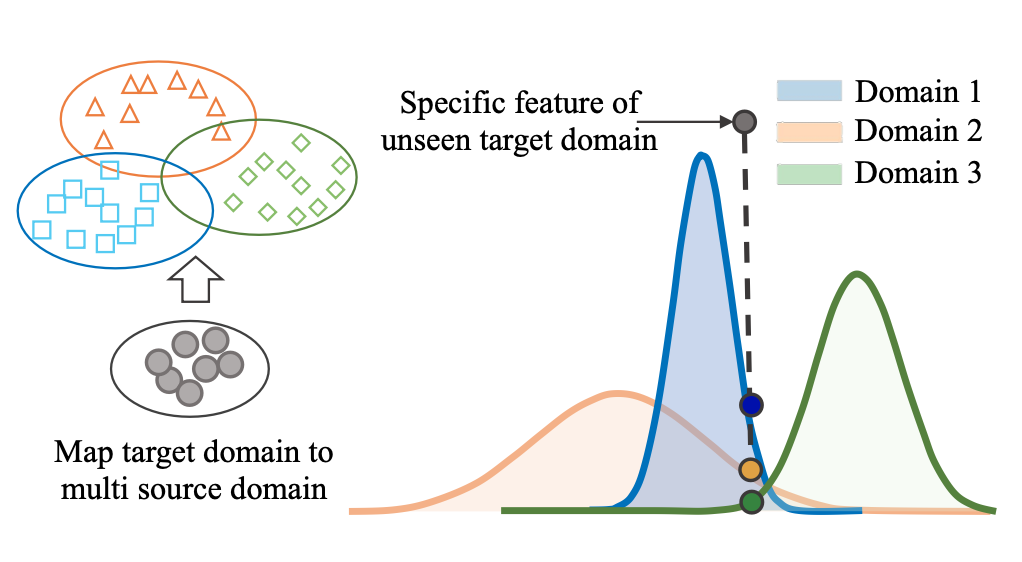 Specific feature of
unseen target domain
Domain 1
Domain 2
Domain 3
Map target domain to
multi source domain